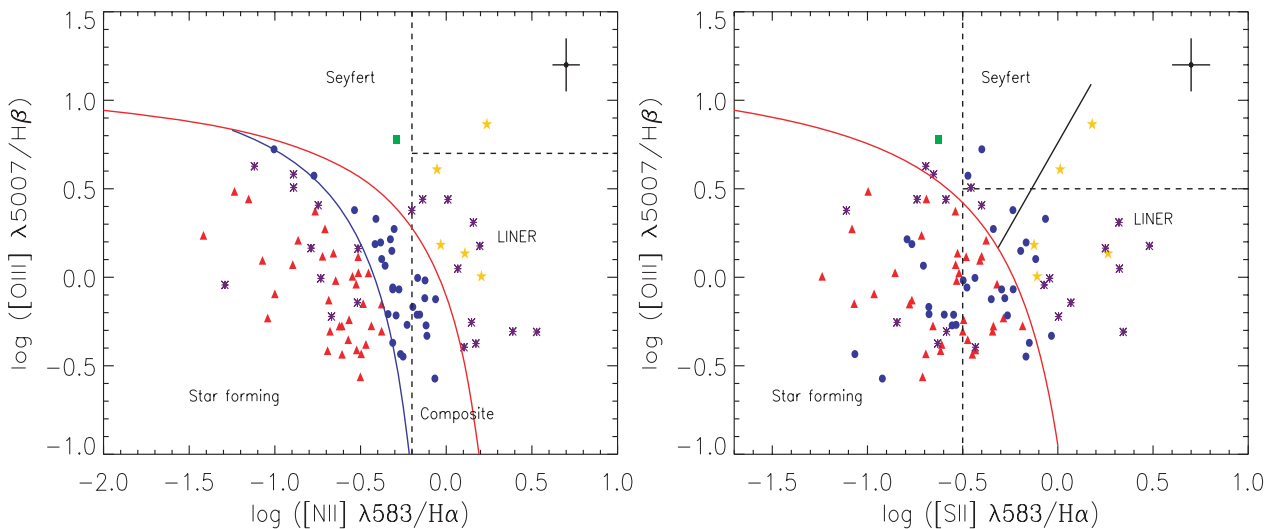 1.5
1.0
0.5
0.0
-0.5
-1.0
log ([OIII] λ5007/Hβ)
Seyfert
LINER
Star forming
Composite
-2.0 -1.5 -1.0 -0.5 0.0 0.5 1.0
log ([NII] λ583/Hα)
1.5
1.0
0.5
0.0
-0.5
-1.0
log ([OIII] λ5007/Hβ)
Seyfert
LINER
Star forming
-1.5 -1.0 -0.5 0.0 0.5 1.0
log ([SII] λ583/Hα)